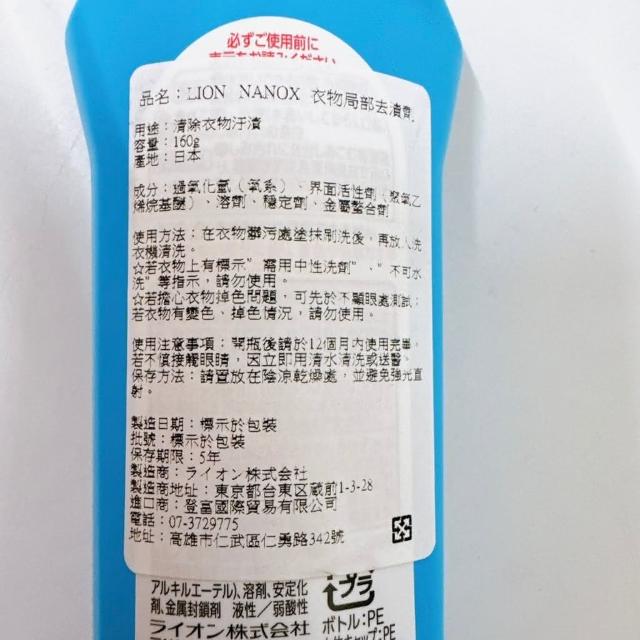 必ずご使用前に
品名：LION NANOX 衣物局部去漬劑.
用途：清除衣物汙漬
容量：160g
產地：日本
成分：過氧化氫（氧系）、界面活性劑（聚氧乙
烯烷基醚）、溶劑、穩定劑、金屬螯合劑
使用方法：在衣物髒污處塗抹刷洗後，再放入洗
衣機清洗。
☆若衣物上有標示”需用中性洗劑”、”不可水
洗”等指示，請勿使用。
☆若擔心衣物掉色問題，可先於不顯眼處測試；
若衣物有變色、掉色情況，請勿使用。
使用注意事項：開瓶後請於12個月內使用完畢。
若不慎接觸眼睛，因立即用清水清洗或送醫。
保存方法：請置放在陰涼乾燥處，並避免強光直
射。
製造日期：標示於包裝
批號：標示於包裝
保存期限：5年
製造商：ライオン株式会社
製造商地址：東京都台東区蔵前1-3-28
進口商：登富國際貿易有限公司
電話：07-3729775
地址：高雄市仁武區仁勇路342號
アルキルエーテル)、溶剤、安定化
剤、金属封鎖剤 液性／弱酸性
ライオン株式会社
プラ
ボトル:PE